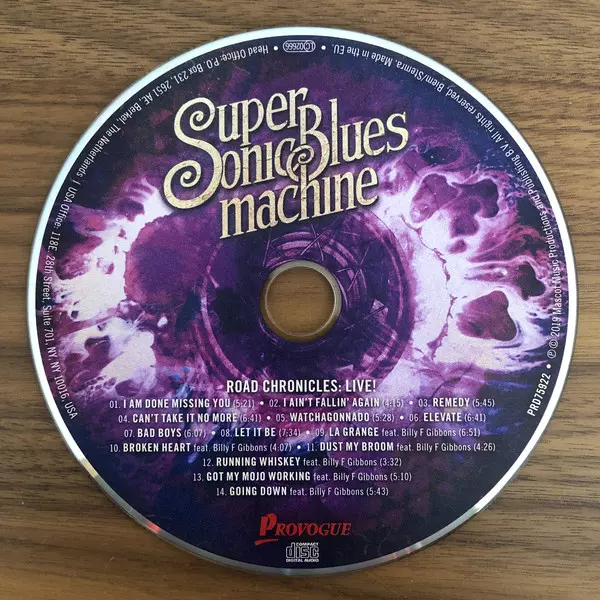 Super
Sonic Blues
machine
ROAD CHRONICLES: LIVE!
01. I AM DONE MISSING YOU (5:21) • 02. I AIN'T FALLIN' AGAIN (4:15) • 03. REMEDY (5:45)
04. CAN'T TAKE IT NO MORE (6:41) • 05. WATCHAGONNADO (5:28) • 06. ELEVATE (6:41)
07. BAD BOYS (6:07) • 08. LET IT BE (7:34) • 09. LA GRANGE feat. Billy F Gibbons (6:51)
10. BROKEN HEART feat. Billy F Gibbons (4:07) • 11. DUST MY BROOM feat. Billy F Gibbons (4:26)
12. RUNNING WHISKEY feat. Billy F Gibbons (3:32)
13. GOT MY MOJO WORKING feat. Billy F Gibbons (5:10)
14. GOING DOWN feat. Billy F Gibbons (5:43)
PROVOGUE
COMPACT
disc
DIGITAL AUDIO
PRD75922 • ℗ © 2019 Mascot Music Productions and Publishing B.V. All rights reserved. Biem/Stemra. Made in the EU. LC 02666 • Head Office: P.O. Box 231, 2651 AE, Berkel, The Netherlands | USA Office: 118E. 28th Street, Suite 701, NY, NY 10016, USA